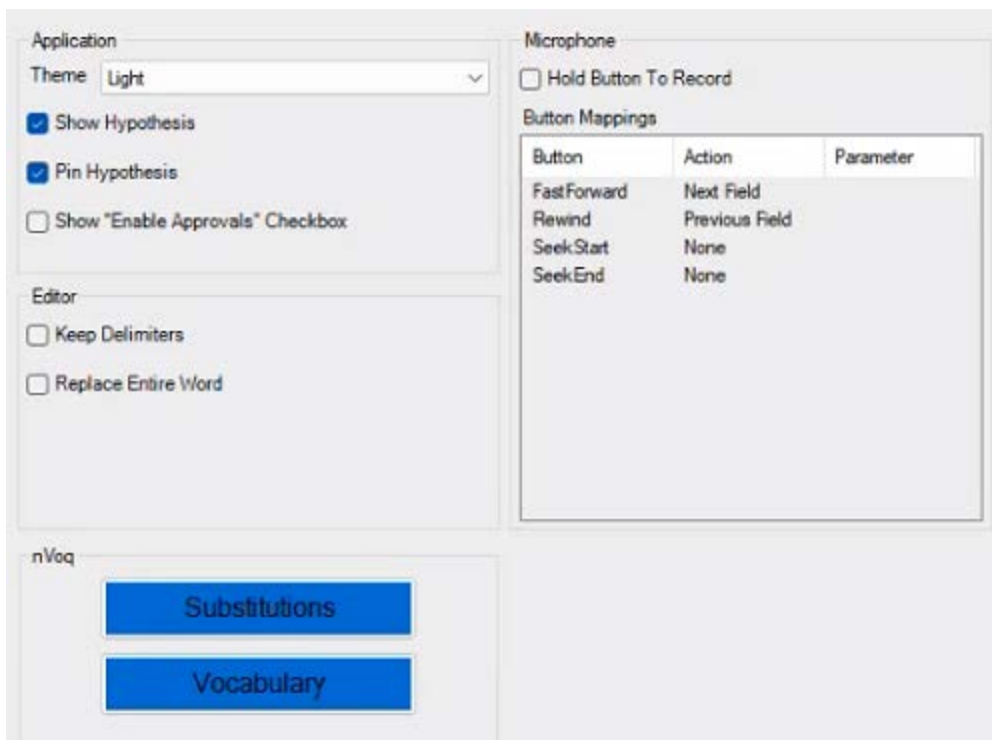 Application
Theme Light
Show Hypothesis
Pin Hypothesis
Show "Enable Approvals" Checkbox
Editor
Keep Delimiters
Replace Entire Word
nVoq
Substitutions
Vocabulary
Microphone
Hold Button To Record
Button Mappings
Button Action Parameter
FastForward Next Field
Rewind Previous Field
SeekStart None
SeekEnd None